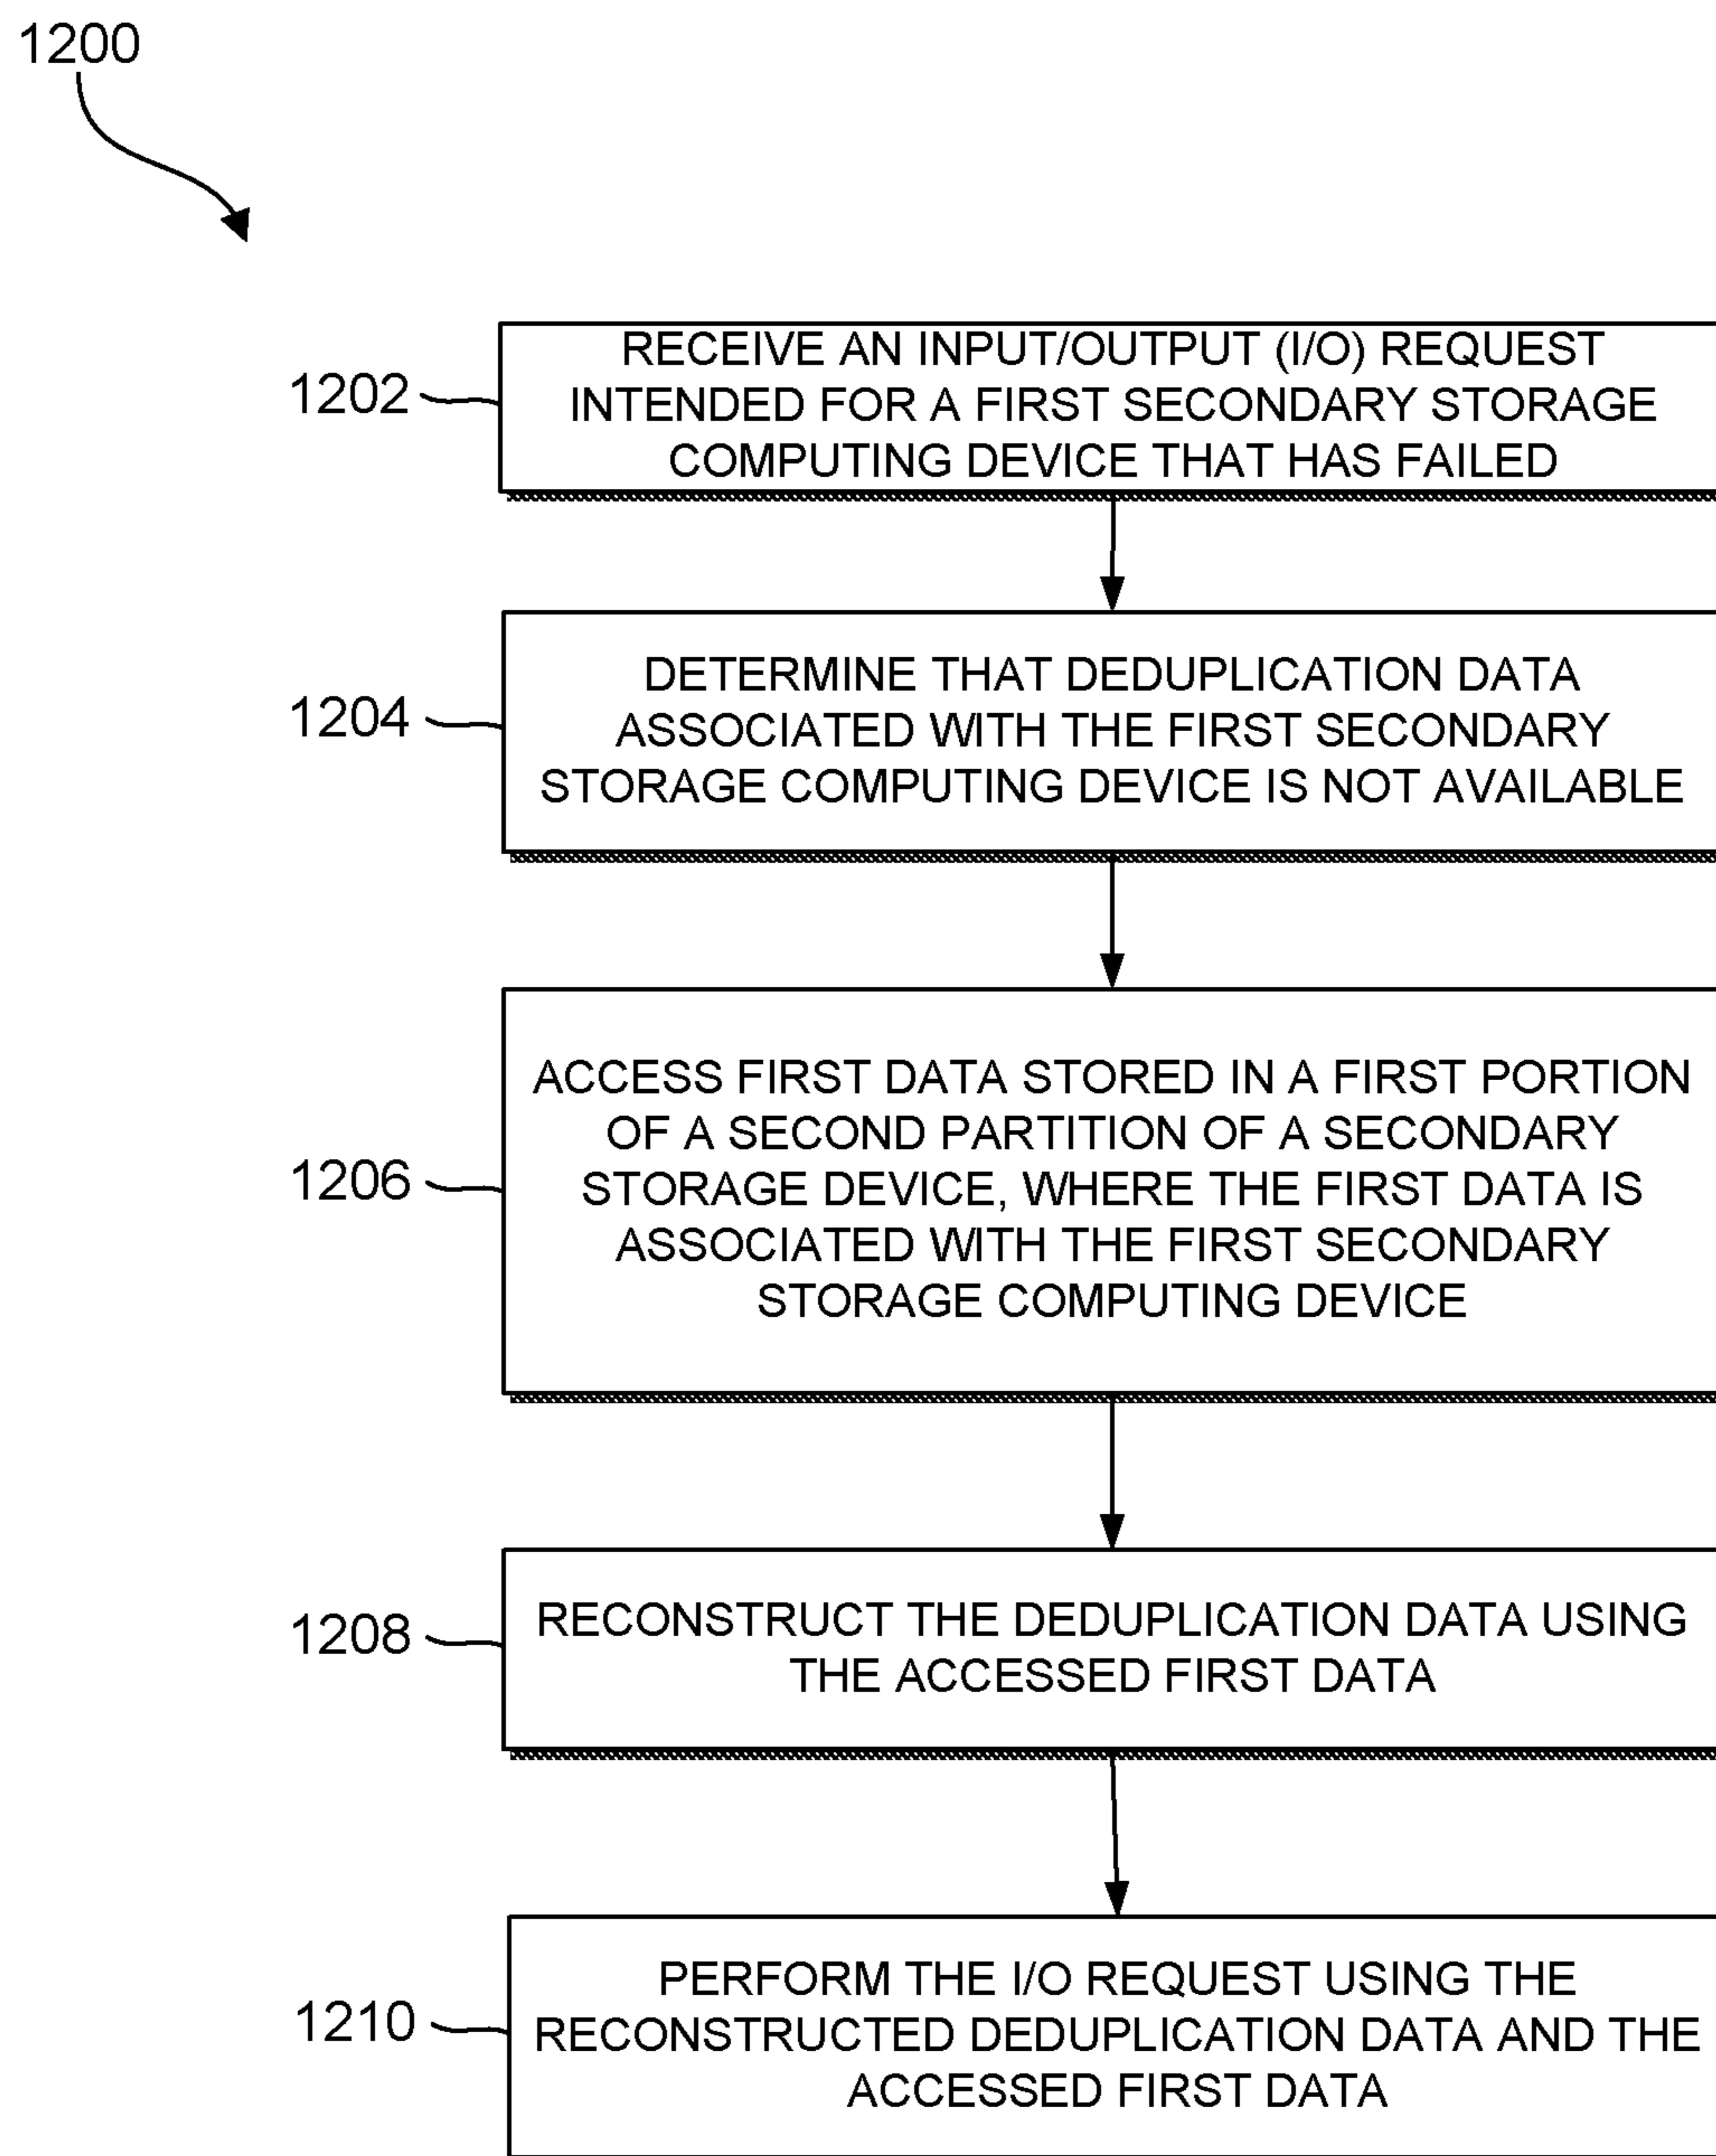 1200
1202
RECEIVE AN INPUT/OUTPUT (I/O) REQUEST
INTENDED FOR A FIRST SECONDARY STORAGE
COMPUTING DEVICE THAT HAS FAILED
1204
DETERMINE THAT DEDUPLICATION DATA
ASSOCIATED WITH THE FIRST SECONDARY
STORAGE COMPUTING DEVICE IS NOT AVAILABLE
1206
ACCESS FIRST DATA STORED IN A FIRST PORTION
OF A SECOND PARTITION OF A SECONDARY
STORAGE DEVICE, WHERE THE FIRST DATA IS
ASSOCIATED WITH THE FIRST SECONDARY
STORAGE COMPUTING DEVICE
1208
RECONSTRUCT THE DEDUPLICATION DATA USING
THE ACCESSED FIRST DATA
1210
PERFORM THE I/O REQUEST USING THE
RECONSTRUCTED DEDUPLICATION DATA AND THE
ACCESSED FIRST DATA